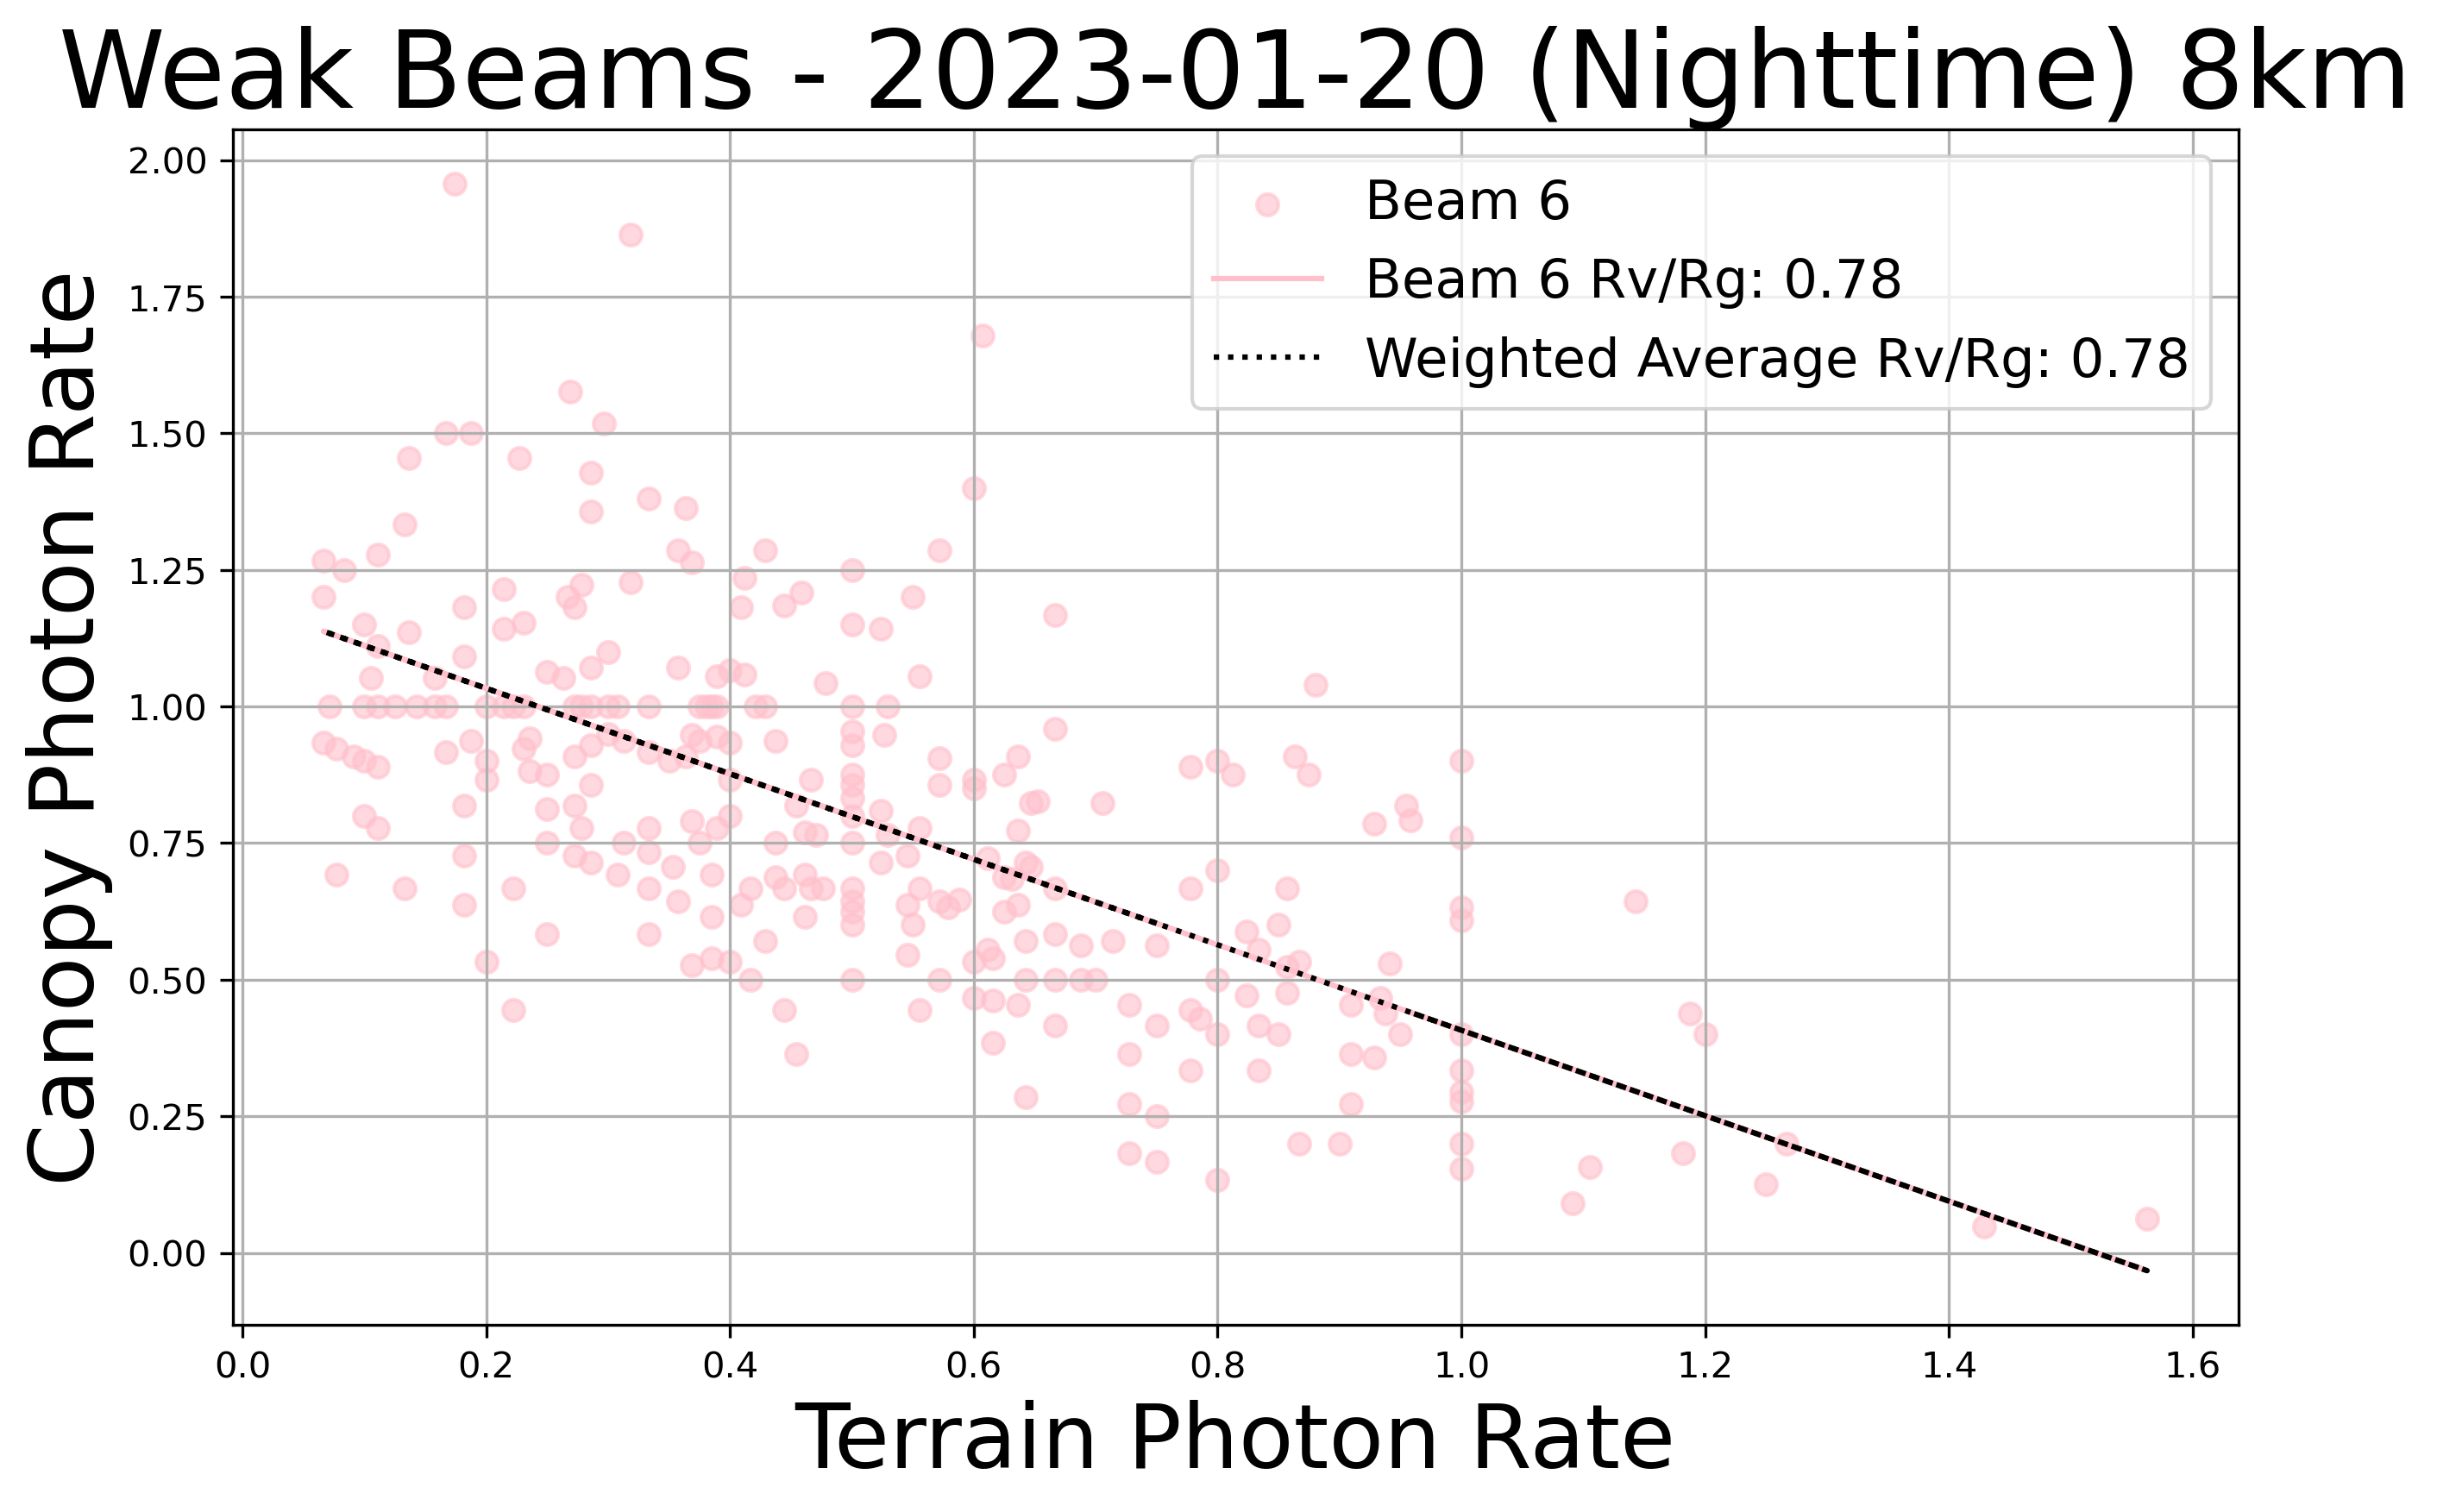 Weak Beams - 2023-01-20 (Nighttime) 8km
Beam 6
Beam 6 Rv/Rg: 0.78
Weighted Average Rv/Rg: 0.78
Canopy Photon Rate
2.00
1.75
1.50
1.25
1.00
0.75
0.50
0.25
0.00
0.0 0.2 0.4 0.6 0.8 1.0 1.2 1.4 1.6
Terrain Photon Rate